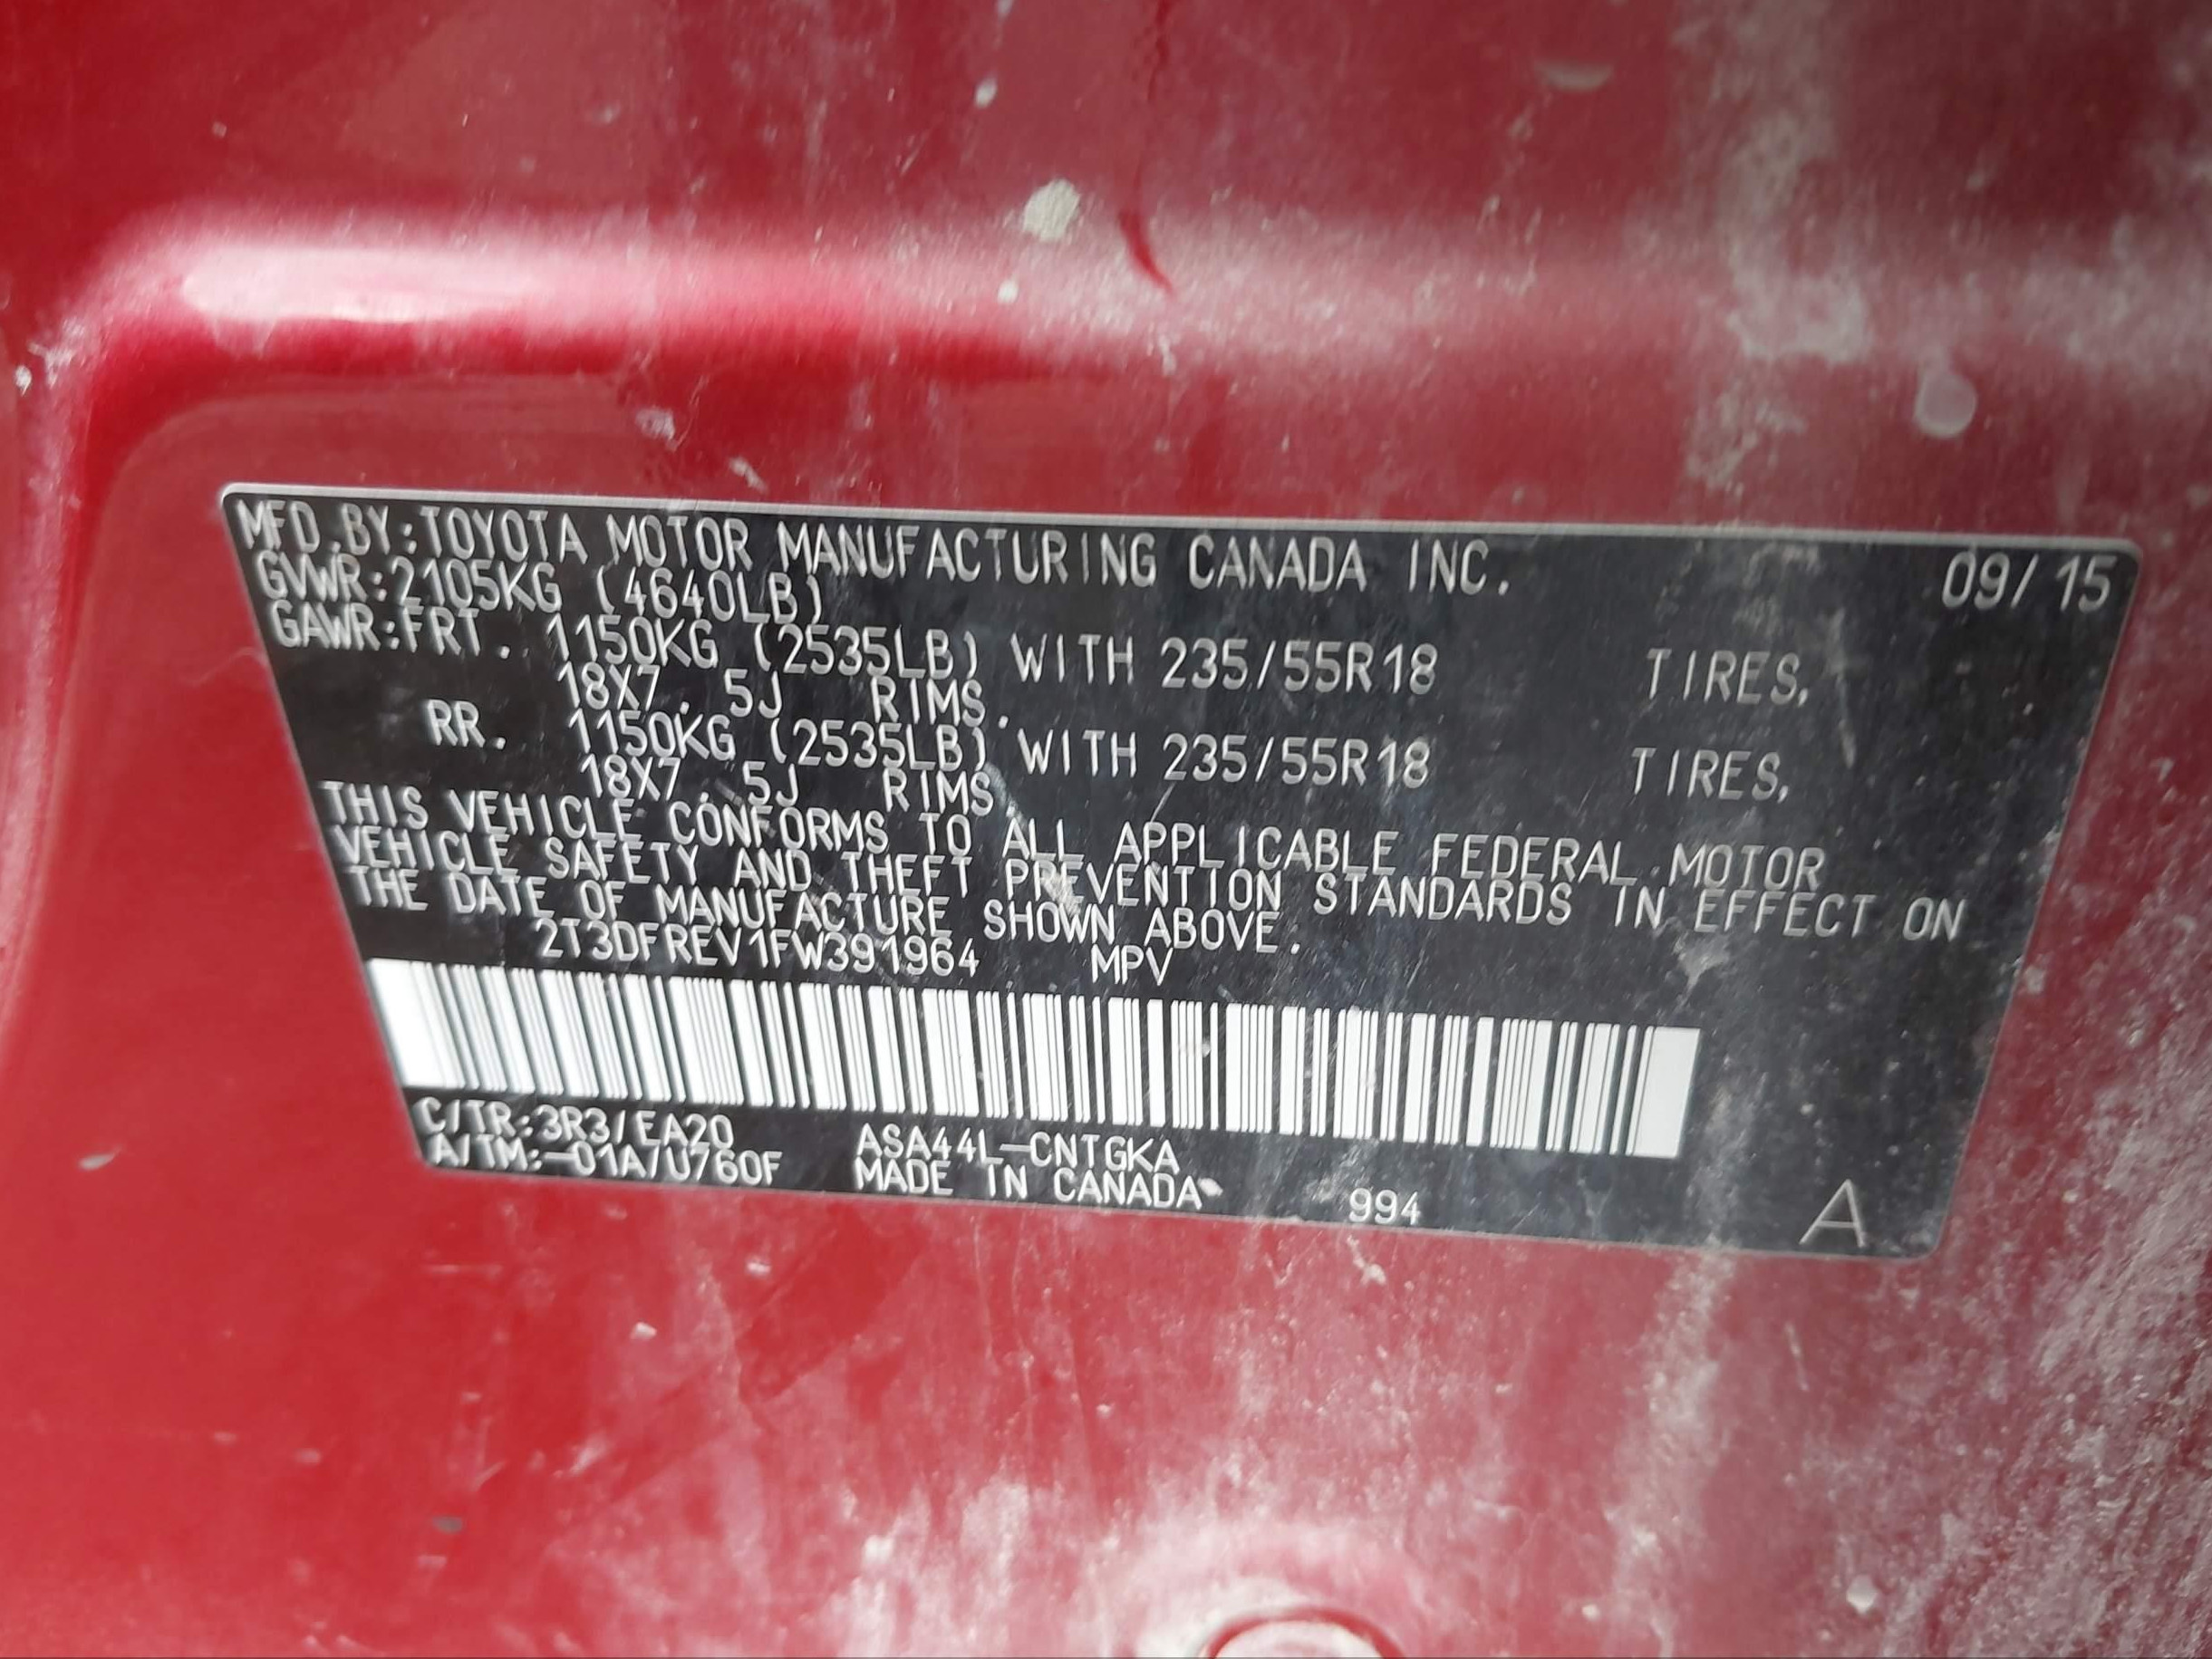 MFD.BY:TOYOTA MOTOR MANUFACTURING CANADA INC. 09/15
GVWR:2105KG (4640LB)
GAWR:FRT. 1150KG (2535LB) WITH 235/55R18 TIRES,
18X7.5J RIMS.
RR. 1150KG (2535LB) WITH 235/55R18 TIRES,
18X7.5J RIMS.
THIS VEHICLE CONFORMS TO ALL APPLICABLE FEDERAL MOTOR
VEHICLE SAFETY AND THEFT PREVENTION STANDARDS IN EFFECT ON
THE DATE OF MANUFACTURE SHOWN ABOVE.
2T3DFREV1FW391964 MPV
C/TR:3R3/EA20 ASA44L-CNTGKA
A/TM:-01A/U760F MADE IN CANADA 994 A